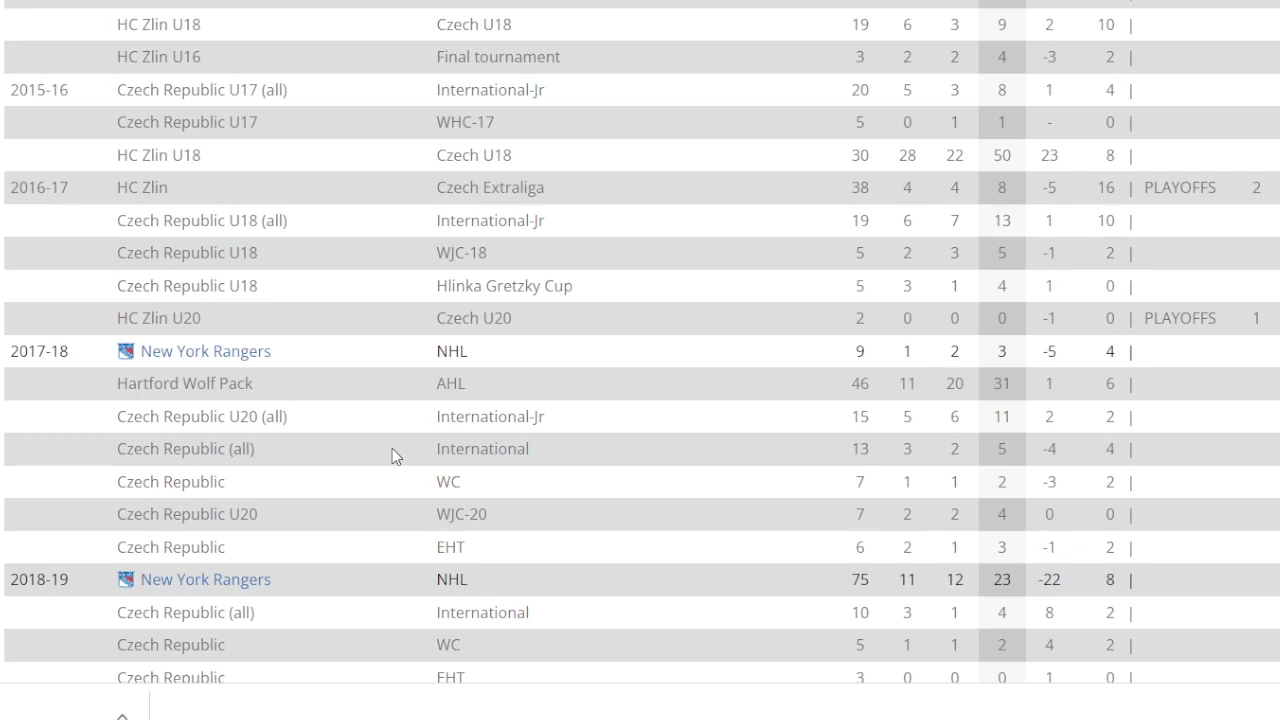 HC Zlin U18 Czech U18 19 6 3 9 2 10 |
HC Zlin U16 Final tournament 3 2 2 4 -3 2 |
2015-16 Czech Republic U17 (all) International-Jr 20 5 3 8 1 4 |
Czech Republic U17 WHC-17 5 0 1 1 - 0 |
HC Zlin U18 Czech U18 30 28 22 50 23 8 |
2016-17 HC Zlin Czech Extraliga 38 4 4 8 -5 16 | PLAYOFFS 2
Czech Republic U18 (all) International-Jr 19 6 7 13 1 10 |
Czech Republic U18 WJC-18 5 2 3 5 -1 2 |
Czech Republic U18 Hlinka Gretzky Cup 5 3 1 4 1 0 |
HC Zlin U20 Czech U20 2 0 0 0 -1 0 | PLAYOFFS 1
2017-18 New York Rangers NHL 9 1 2 3 -5 4 |
Hartford Wolf Pack AHL 46 11 20 31 1 6 |
Czech Republic U20 (all) International-Jr 15 5 6 11 2 2 |
Czech Republic (all) International 13 3 2 5 -4 4 |
Czech Republic WC 7 1 1 2 -3 2 |
Czech Republic U20 WJC-20 7 2 2 4 0 0 |
Czech Republic EHT 6 2 1 3 -1 2 |
2018-19 New York Rangers NHL 75 11 12 23 -22 8 |
Czech Republic (all) International 10 3 1 4 8 2 |
Czech Republic WC 5 1 1 2 4 2 |
Czech Republic EHT 3 0 0 0 1 0 |